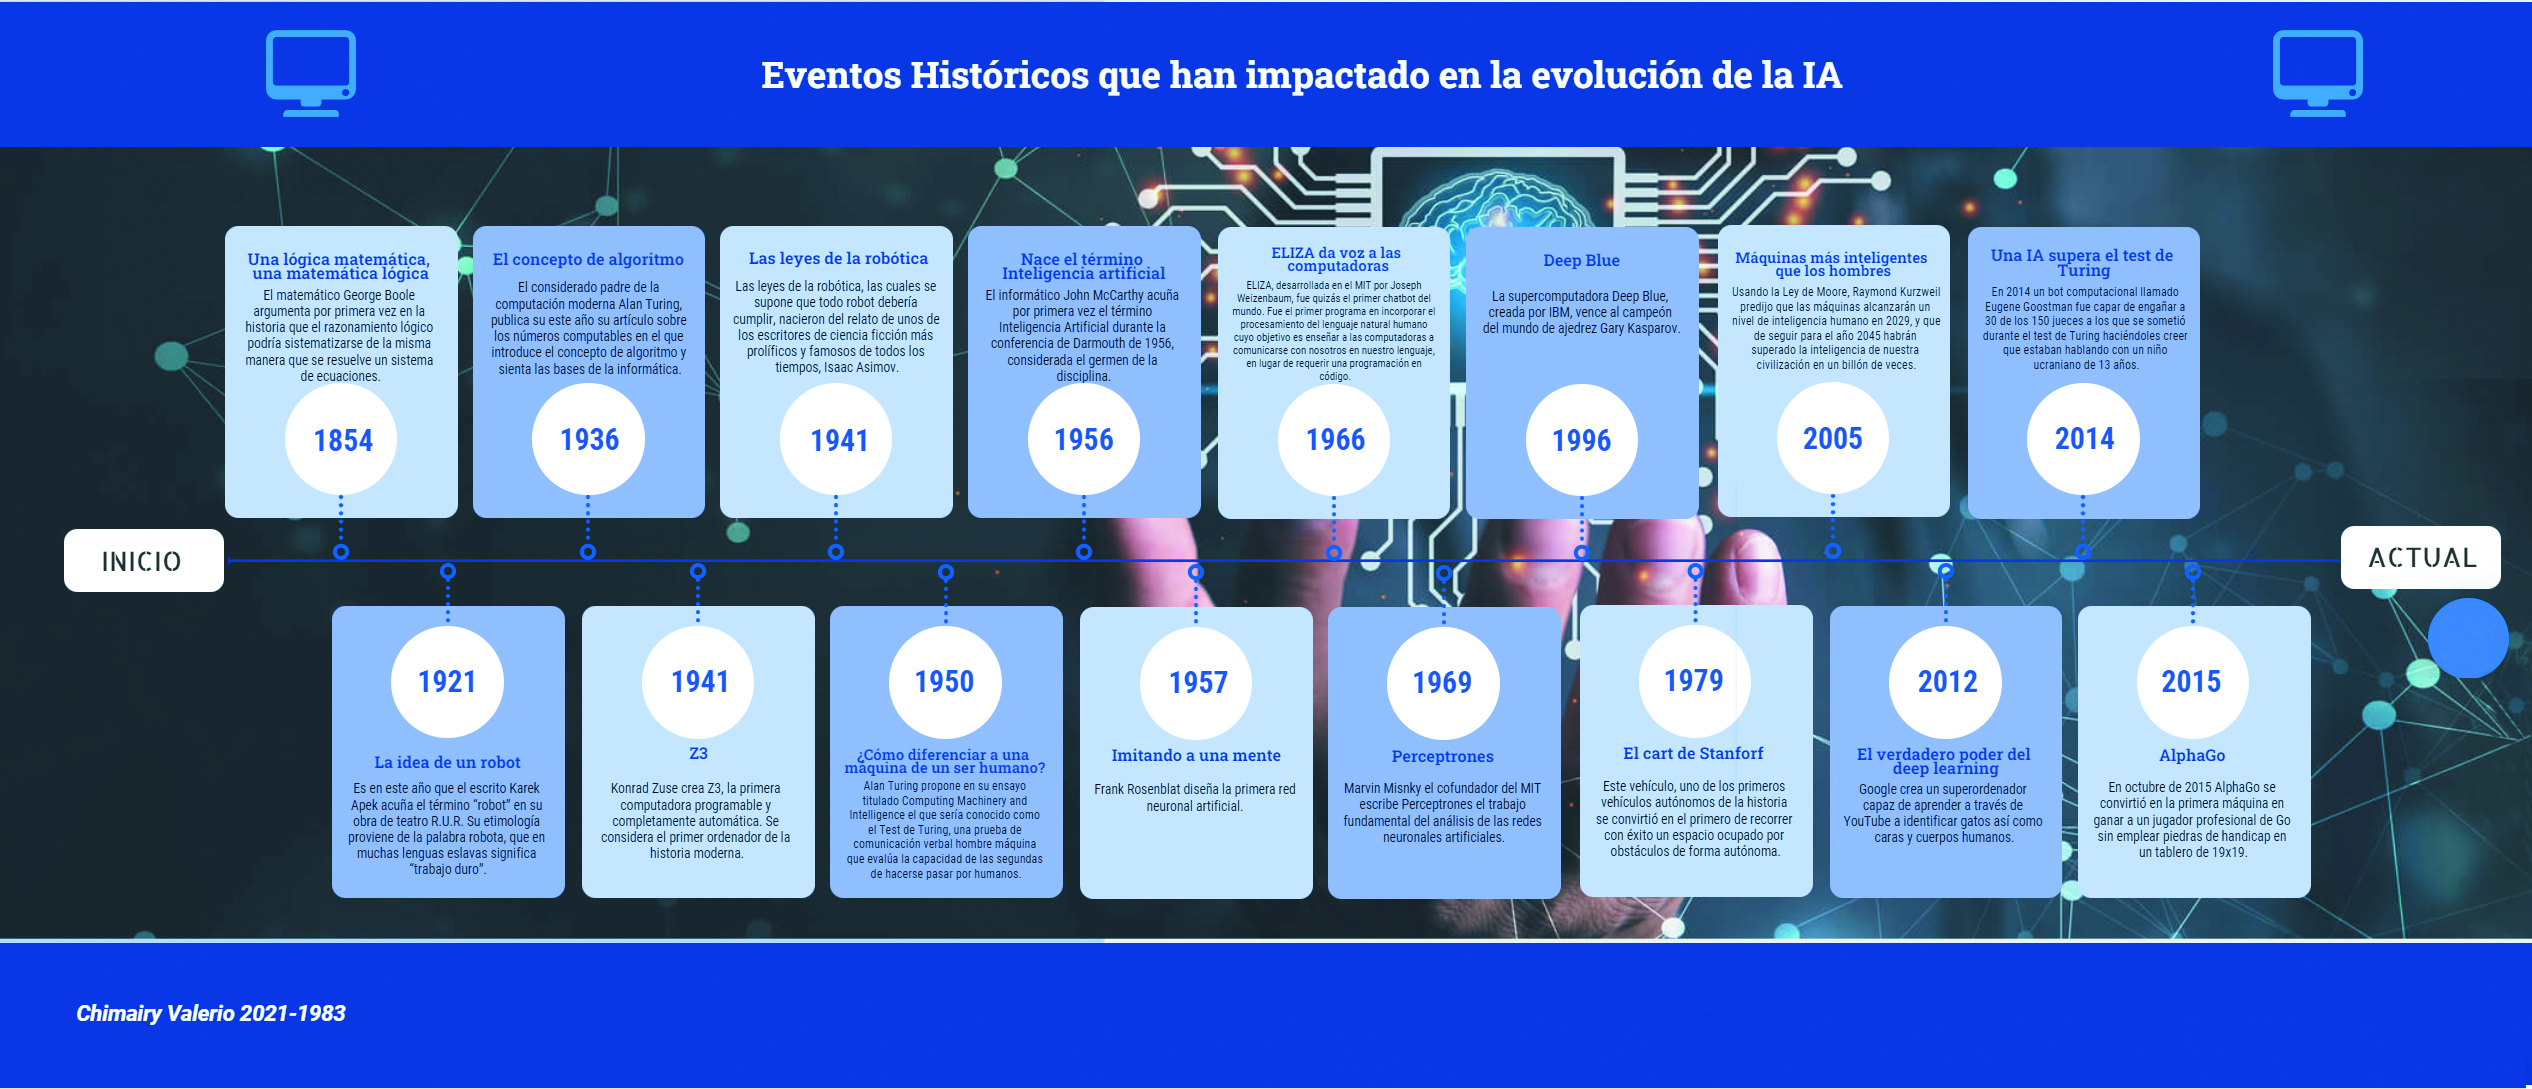 Eventos Históricos que han impactado en la evolución de la IA
Una lógica matemática,
una matemática lógica
El matemático George Boole
argumenta por primera vez en la
historia que el razonamiento lógico
podría sistematizarse de la misma
manera que se resuelve un sistema
de ecuaciones.
1854
El concepto de algoritmo
El considerado padre de la
computación moderna Alan Turing,
publica su este año su artículo sobre
los números computables en el que
introduce el concepto de algoritmo y
sienta las bases de la informática.
1936
Las leyes de la robótica
Las leyes de la robótica, las cuales se
supone que todo robot debería
cumplir, nacieron del relato de unos de
los escritores de ciencia ficción más
prolíficos y famosos de todos los
tiempos, Isaac Asimov.
1941
Nace el término
Inteligencia artificial
El informático John McCarthy acuña
por primera vez el término
Inteligencia Artificial durante la
conferencia de Darmouth de 1956,
considerada el germen de la
disciplina.
1956
ELIZA da voz a las
computadoras
ELIZA, desarrollada en el MIT por Joseph
Weizenbaum, fue quizás el primer chatbot del
mundo. Fue el primer programa en incorporar el
procesamiento del lenguaje natural humano
cuyo objetivo es enseñar a las computadoras a
comunicarse con nosotros en nuestro lenguaje,
en lugar de requerir una programación en
código.
1966
Deep Blue
La supercomputadora Deep Blue,
creada por IBM, vence al campeón
del mundo de ajedrez Gary Kasparov.
1996
Máquinas más inteligentes
que los hombres
Usando la Ley de Moore, Raymond Kurzweil
predijo que las máquinas alcanzarán un
nivel de inteligencia humano en 2029, y que
de seguir para el año 2045 habrán
superado la inteligencia de nuestra
civilización en un billón de veces.
2005
Una IA supera el test de
Turing
En 2014 un bot computacional llamado
Eugene Goostman fue capar de engañar a
30 de los 150 jueces a los que se sometió
durante el test de Turing haciéndoles creer
que estaban hablando con un niño
ucraniano de 13 años.
2014
INICIO
ACTUAL
1921
La idea de un robot
Es en este año que el escrito Karek
Apek acuña el término “robot” en su
obra de teatro R.U.R. Su etimología
proviene de la palabra robota, que en
muchas lenguas eslavas significa
“trabajo duro”.
1941
Z3
Konrad Zuse crea Z3, la primera
computadora programable y
completamente automática. Se
considera el primer ordenador de la
historia moderna.
1950
¿Cómo diferenciar a una
máquina de un ser humano?
Alan Turing propone en su ensayo
titulado Computing Machinery and
Intelligence el que sería conocido como
el Test de Turing, una prueba de
comunicación verbal hombre máquina
que evalúa la capacidad de las segundas
de hacerse pasar por humanos.
1957
Imitando a una mente
Frank Rosenblat diseña la primera red
neuronal artificial.
1969
Perceptrones
Marvin Misnky el cofundador del MIT
escribe Perceptrones el trabajo
fundamental del análisis de las redes
neuronales artificiales.
1979
El cart de Stanforf
Este vehículo, uno de los primeros
vehículos autónomos de la historia
se convirtió en el primero de recorrer
con éxito un espacio ocupado por
obstáculos de forma autónoma.
2012
El verdadero poder del
deep learning
Google crea un superordenador
capaz de aprender a través de
YouTube a identificar gatos así como
caras y cuerpos humanos.
2015
AlphaGo
En octubre de 2015 AlphaGo se
convirtió en la primera máquina en
ganar a un jugador profesional de Go
sin emplear piedras de handicap en
un tablero de 19x19.
Chimairy Valerio 2021-1983